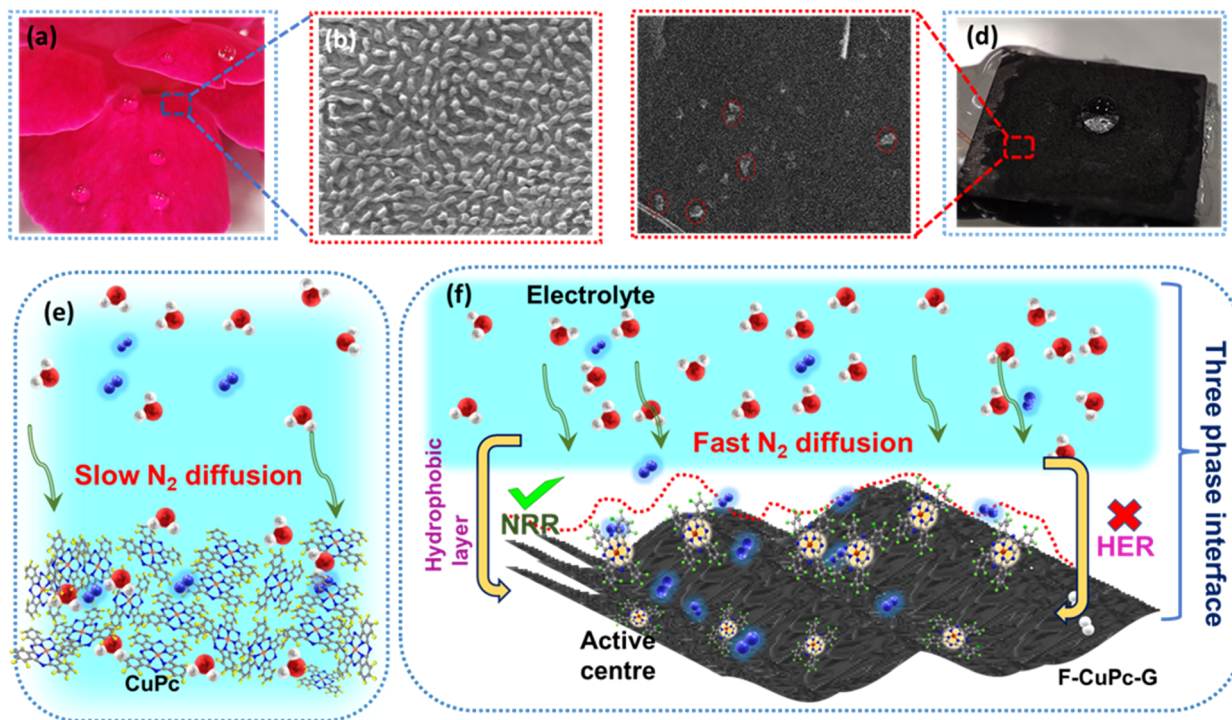 (a)
(b)
(d)
(e)
Slow N₂ diffusion
CuPc
(f)
Electrolyte
Fast N₂ diffusion
Hydrophobic
layer
NRR
HER
Active
centre
F-CuPc-G
Three phase interface